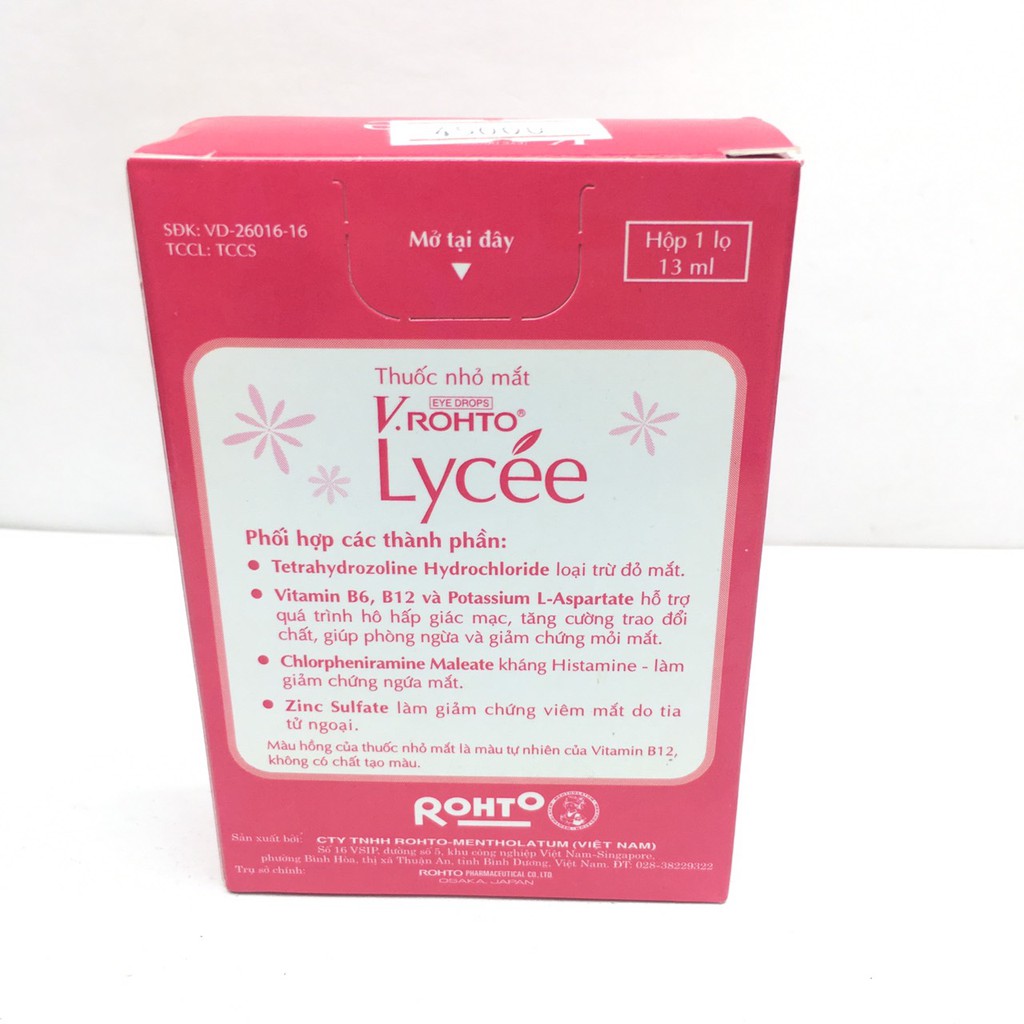 45000
SĐK: VD-26016-16
TCCL: TCCS
Mở tại đây
Hộp 1 lọ
13 ml
Thuốc nhỏ mắt
EYE DROPS
V.ROHTO®
Lycée
Phối hợp các thành phần:
• Tetrahydrozoline Hydrochloride loại trừ đỏ mắt.
• Vitamin B6, B12 và Potassium L-Aspartate hỗ trợ
quá trình hô hấp giác mạc, tăng cường trao đổi
chất, giúp phòng ngừa và giảm chứng mỏi mắt.
• Chlorpheniramine Maleate kháng Histamine - làm
giảm chứng ngứa mắt.
• Zinc Sulfate làm giảm chứng viêm mắt do tia
tử ngoại.
Màu hồng của thuốc nhỏ mắt là màu tự nhiên của Vitamin B12,
không có chất tạo màu.
ROHTO
Sản xuất bởi: CTY TNHH ROHTO-MENTHOLATUM (VIỆT NAM)
Số 16 VSIP, đường số 5, khu công nghiệp Việt Nam-Singapore,
phường Bình Hòa, thị xã Thuận An, tỉnh Bình Dương, Việt Nam. ĐT: 028-38229322
Trụ sở chính: ROHTO PHARMACEUTICAL CO.LTD.
OSAKA, JAPAN